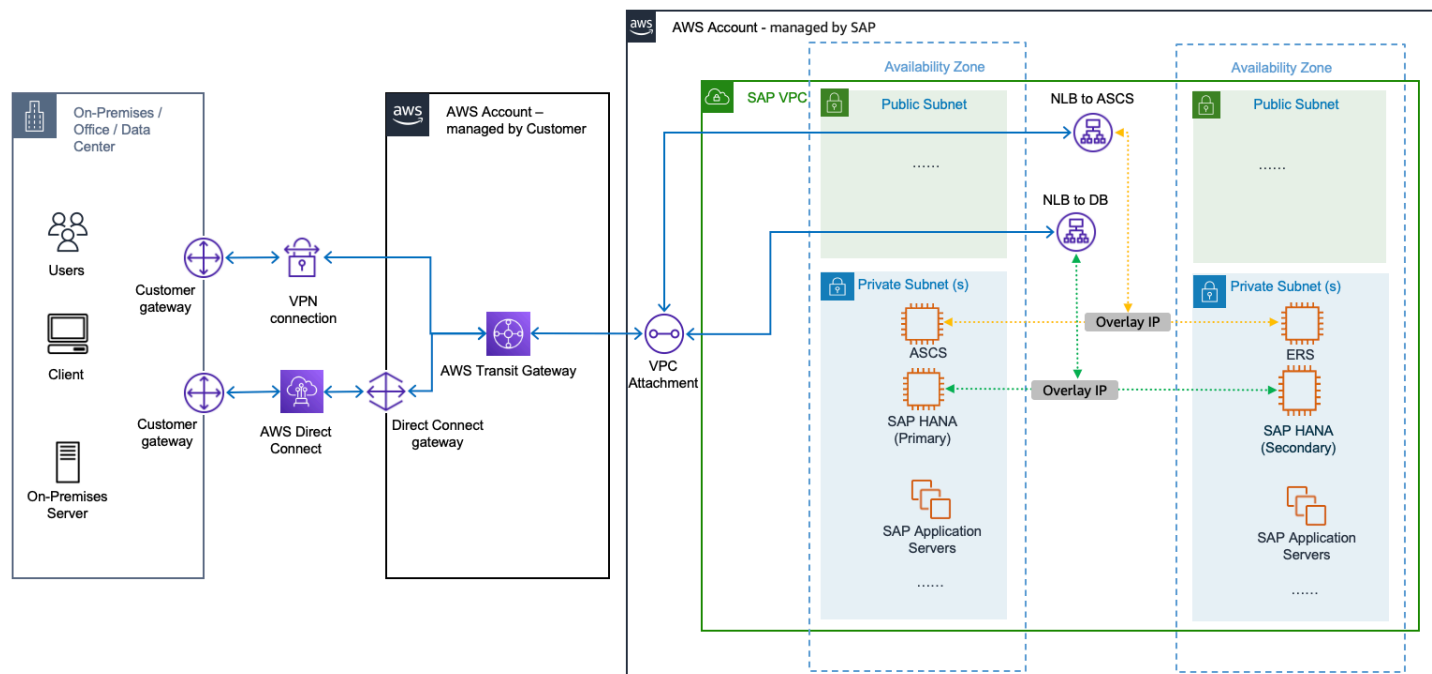 aws
AWS Account - managed by SAP
Availability Zone
Availability Zone
On-Premises /
Office / Data
Center
aws
AWS Account –
managed by Customer
SAP VPC
Public Subnet
NLB to ASCS
Public Subnet
......
......
NLB to DB
Users
Customer
gateway
VPN
connection
Private Subnet (s)
Private Subnet (s)
Overlay IP
ASCS
ERS
Client
AWS Transit Gateway
VPC
Attachment
Overlay IP
Customer
gateway
AWS Direct
Connect
Direct Connect
gateway
SAP HANA
(Primary)
SAP HANA
(Secondary)
On-Premises
Server
SAP Application
Servers
SAP Application
Servers
......
......